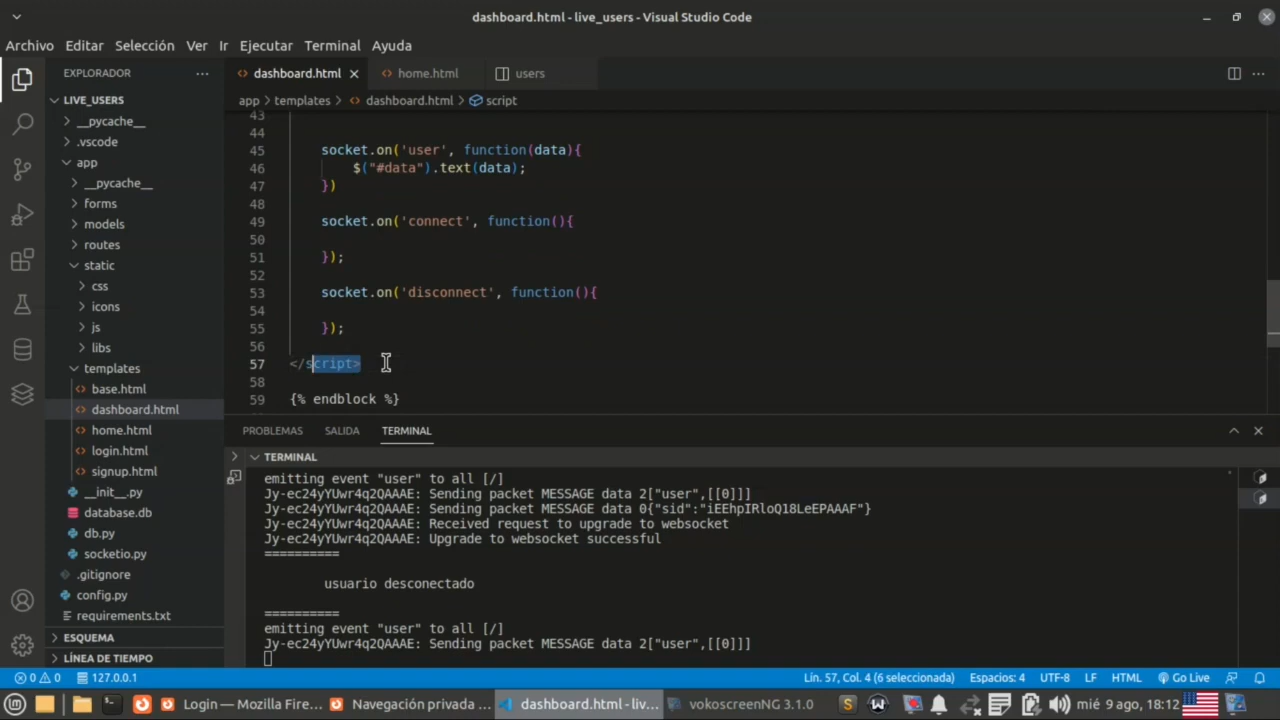 dashboard.html - live_users - Visual Studio Code
Archivo Editar Selección Ver Ir Ejecutar Terminal Ayuda
EXPLORADOR
dashboard.html
home.html
users
app > templates > dashboard.html > script
LIVE_USERS
__pycache__
.vscode
app
__pycache__
forms
models
routes
static
css
icons
js
libs
templates
base.html
dashboard.html
home.html
login.html
signup.html
__init__.py
database.db
db.py
socketio.py
.gitignore
config.py
requirements.txt
ESQUEMA
LÍNEA DE TIEMPO
43
44
45 socket.on('user', function(data){
46 $("#data").text(data);
47 })
48
49 socket.on('connect', function(){
50
51 });
52
53 socket.on('disconnect', function(){
54
55 });
56
57 </script>
58
59 {% endblock %}
PROBLEMAS SALIDA TERMINAL
TERMINAL
emitting event "user" to all [/]
Jy-ec24yYUwr4q2QAAAE: Sending packet MESSAGE data 2["user",[[0]]]
Jy-ec24yYUwr4q2QAAAE: Sending packet MESSAGE data 0{"sid":"iEEhpIRloQ18LeEPAAAF"}
Jy-ec24yYUwr4q2QAAAE: Received request to upgrade to websocket
Jy-ec24yYUwr4q2QAAAE: Upgrade to websocket successful
==========
usuario desconectado
==========
emitting event "user" to all [/]
Jy-ec24yYUwr4q2QAAAE: Sending packet MESSAGE data 2["user",[[0]]]
0 0 127.0.0.1 Lín. 57, Col. 4 (6 seleccionada) Espacios: 4 UTF-8 LF HTML Go Live
Login — Mozilla Fire... Navegación privada ... dashboard.html - liv... vokoscreenNG 3.1.0 mié 9 ago, 18:12